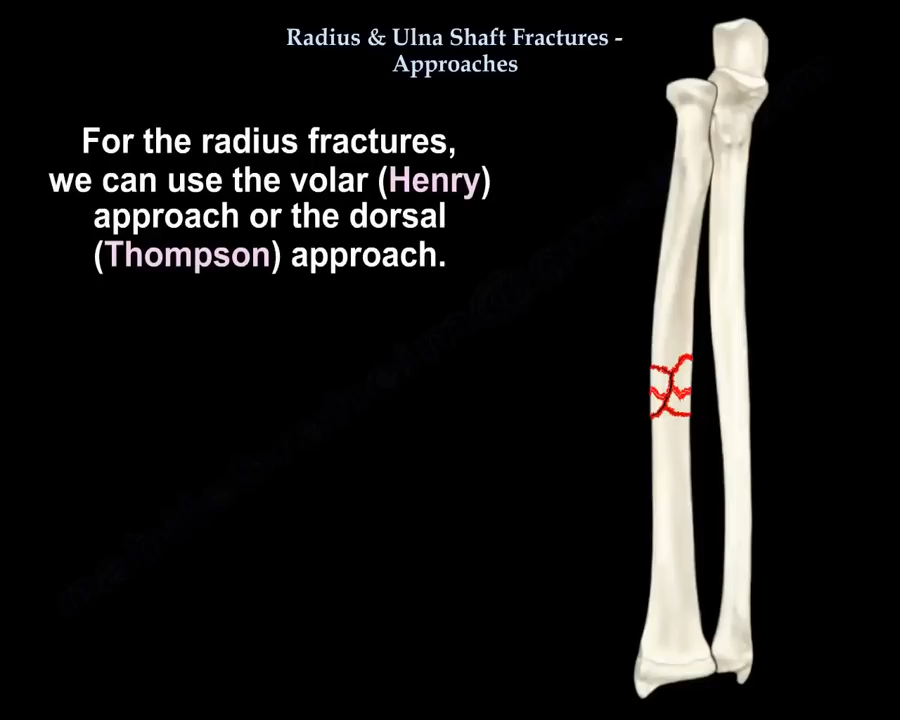 Radius & Ulna Shaft Fractures -
Approaches
For the radius fractures,
we can use the volar (Henry)
approach or the dorsal
(Thompson) approach.